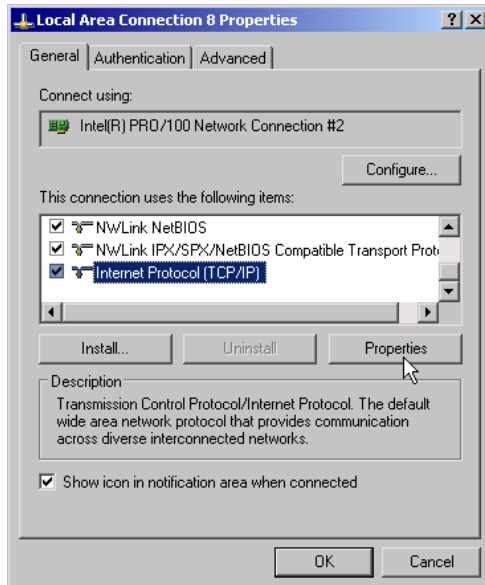 Local Area Connection 8 Properties
General Authentication Advanced
Connect using:
Intel(R) PRO/100 Network Connection #2
Configure...
This connection uses the following items:
NWLink NetBIOS
NWLink IPX/SPX/NetBIOS Compatible Transport Proto
Internet Protocol (TCP/IP)
Install... Uninstall Properties
Description
Transmission Control Protocol/Internet Protocol. The default
wide area network protocol that provides communication
across diverse interconnected networks.
Show icon in notification area when connected
OK Cancel